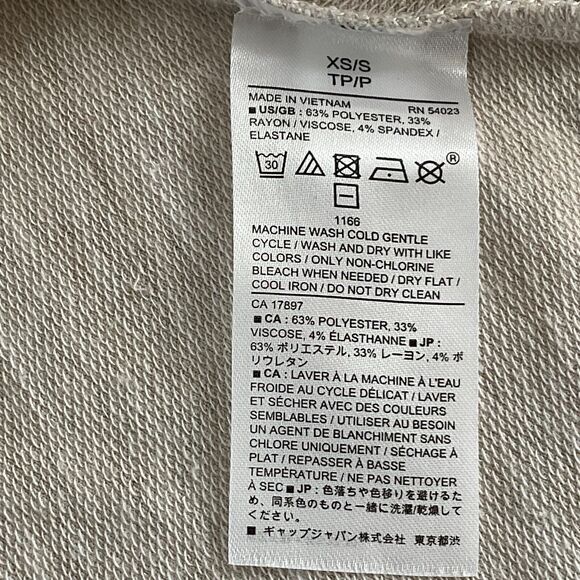 XS/S
TP/P
MADE IN VIETNAM RN 54023
■ US/GB : 63% POLYESTER, 33%
RAYON / VISCOSE, 4% SPANDEX /
ELASTANE
30 ®
1166
MACHINE WASH COLD GENTLE
CYCLE / WASH AND DRY WITH LIKE
COLORS / ONLY NON-CHLORINE
BLEACH WHEN NEEDED / DRY FLAT /
COOL IRON / DO NOT DRY CLEAN
CA 17897
■ CA : 63% POLYESTER, 33%
VISCOSE, 4% ÉLASTHANNE ■ JP :
63% ポリエステル, 33% レーヨン, 4% ポ
リウレタン
■ CA : LAVER À LA MACHINE À L'EAU
FROIDE AU CYCLE DÉLICAT / LAVER
ET SÉCHER AVEC DES COULEURS
SEMBLABLES / UTILISER AU BESOIN
UN AGENT DE BLANCHIMENT SANS
CHLORE UNIQUEMENT / SÉCHAGE À
PLAT / REPASSER À BASSE
TEMPÉRATURE / NE PAS NETTOYER
À SEC ■ JP : 色落ちや色移りを避けるた
め、同系色のものと一緒に洗濯/乾燥して
ください。
■ ギャップジャパン株式会社 東京都渋